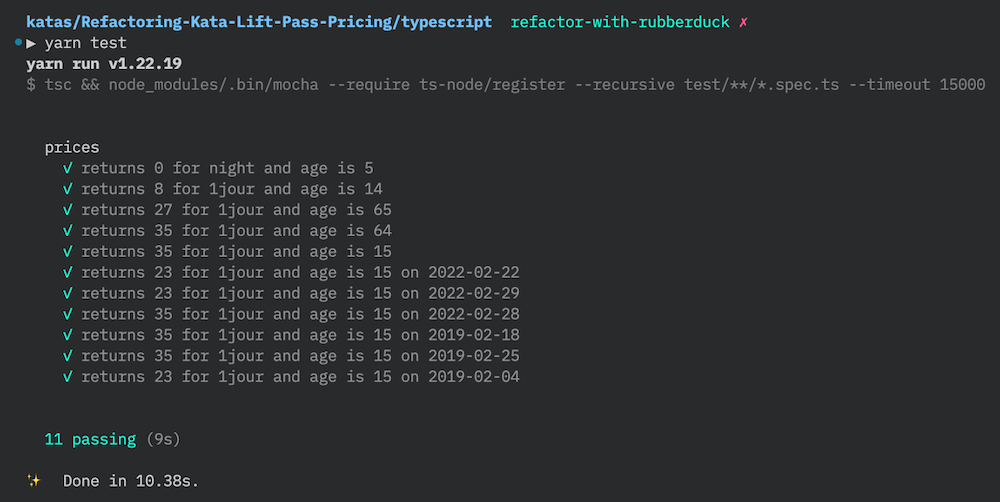 katas/Refactoring-Kata-Lift-Pass-Pricing/typescript refactor-with-rubberduck ✗
▶ yarn test
yarn run v1.22.19
$ tsc && node_modules/.bin/mocha --require ts-node/register --recursive test/**/*.spec.ts --timeout 15000
prices
✓ returns 0 for night and age is 5
✓ returns 8 for 1jour and age is 14
✓ returns 27 for 1jour and age is 65
✓ returns 35 for 1jour and age is 64
✓ returns 35 for 1jour and age is 15
✓ returns 23 for 1jour and age is 15 on 2022-02-22
✓ returns 23 for 1jour and age is 15 on 2022-02-29
✓ returns 35 for 1jour and age is 15 on 2022-02-28
✓ returns 35 for 1jour and age is 15 on 2019-02-18
✓ returns 35 for 1jour and age is 15 on 2019-02-25
✓ returns 23 for 1jour and age is 15 on 2019-02-04
11 passing (9s)
✨ Done in 10.38s.